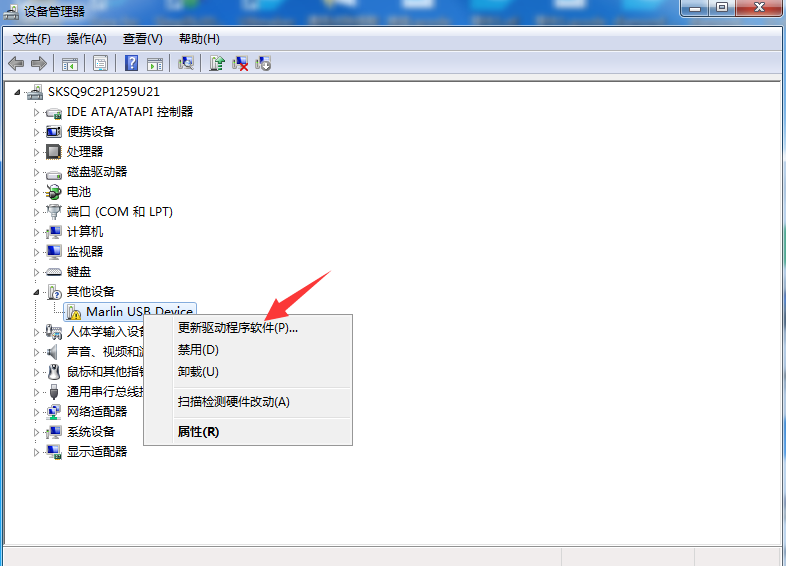 设备管理器
文件(F) 操作(A) 查看(V) 帮助(H)
SKSQ9C2P1259U21
IDE ATA/ATAPI 控制器
便携设备
处理器
磁盘驱动器
电池
端口 (COM 和 LPT)
计算机
监视器
键盘
其他设备
Marlin USB Device
更新驱动程序软件(P)...
禁用(D)
卸载(U)
扫描检测硬件改动(A)
属性(R)
人体学输入设
声音、视频和
鼠标和其他指
通用串行总线
网络适配器
系统设备
显示适配器